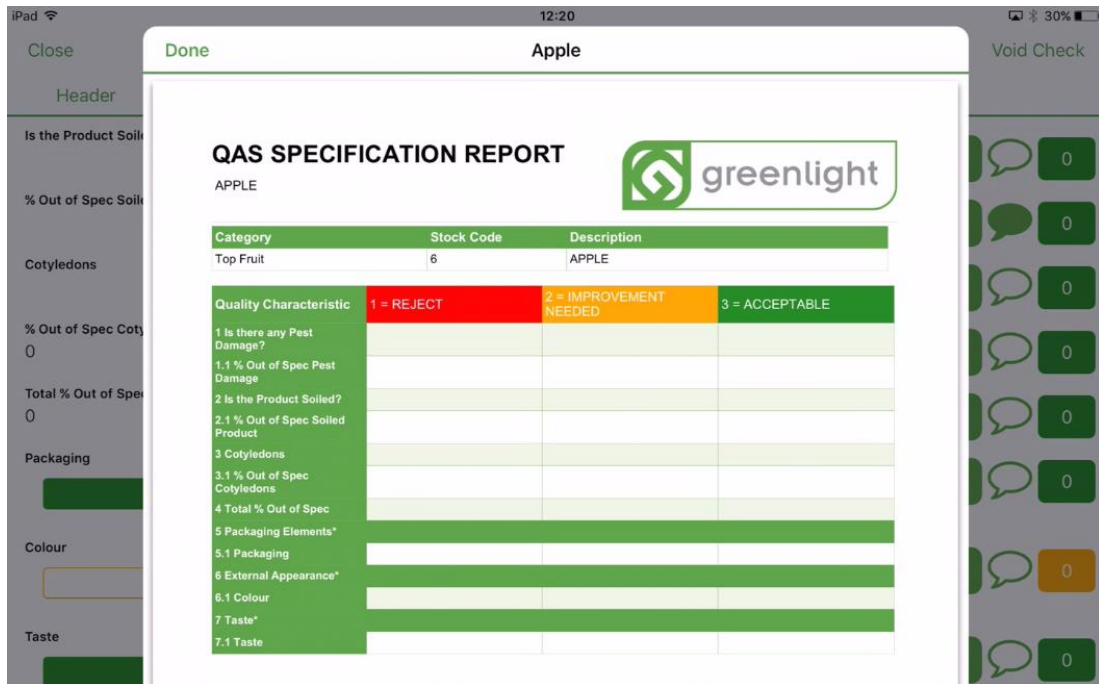 iPad 12:20 30%
Close Done Apple Void Check
Header
Is the Product Soile
% Out of Spec Soile
Cotyledons
% Out of Spec Coty
0
Total % Out of Spe
0
Packaging
Colour
Taste
QAS SPECIFICATION REPORT
APPLE
greenlight
Category Stock Code Description
Top Fruit 6 APPLE
Quality Characteristic 1 = REJECT 2 = IMPROVEMENT
NEEDED 3 = ACCEPTABLE
1 Is there any Pest
Damage?
1.1 % Out of Spec Pest
Damage
2 Is the Product Soiled?
2.1 % Out of Spec Soiled
Product
3 Cotyledons
3.1 % Out of Spec
Cotyledons
4 Total % Out of Spec
5 Packaging Elements*
5.1 Packaging
6 External Appearance*
6.1 Colour
7 Taste*
7.1 Taste
0
0
0
0
0
0
0
0